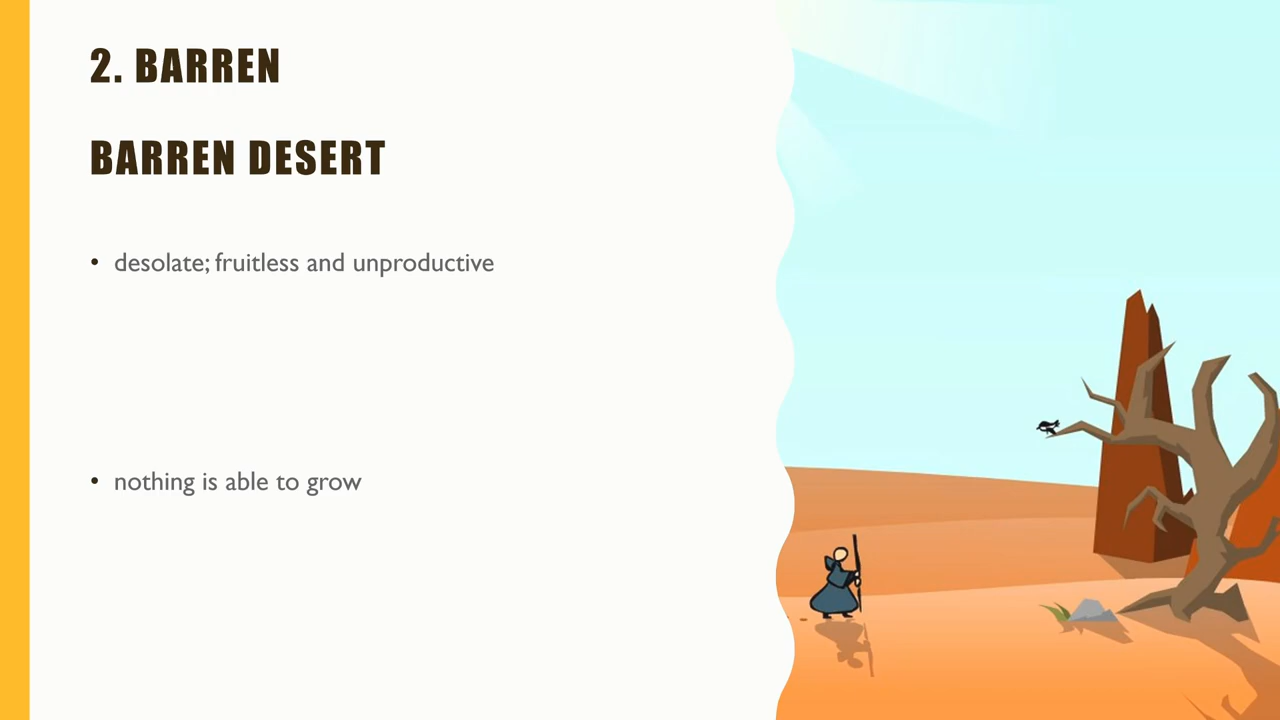 2. BARREN
BARREN DESERT
• desolate; fruitless and unproductive
• nothing is able to grow